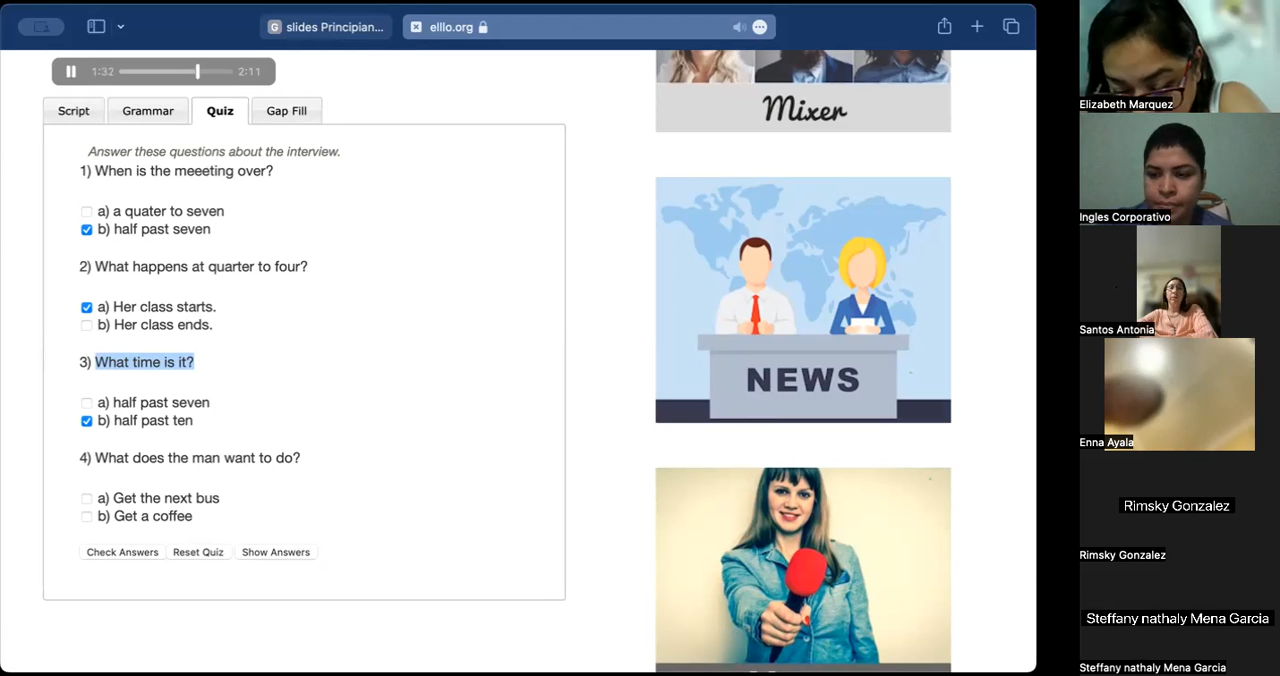 slides Principian...
elllo.org
1:32
2:11
Script
Grammar
Quiz
Gap Fill
Answer these questions about the interview.
1) When is the meeeting over?
a) a quater to seven
b) half past seven
2) What happens at quarter to four?
a) Her class starts.
b) Her class ends.
3) What time is it?
a) half past seven
b) half past ten
4) What does the man want to do?
a) Get the next bus
b) Get a coffee
Check Answers
Reset Quiz
Show Answers
Mixer
NEWS
Elizabeth Marquez
Ingles Corporativo
Santos Antonia
Enna Ayala
Rimsky Gonzalez
Rimsky Gonzalez
Steffany nathaly Mena Garcia
Steffany nathaly Mena Garcia